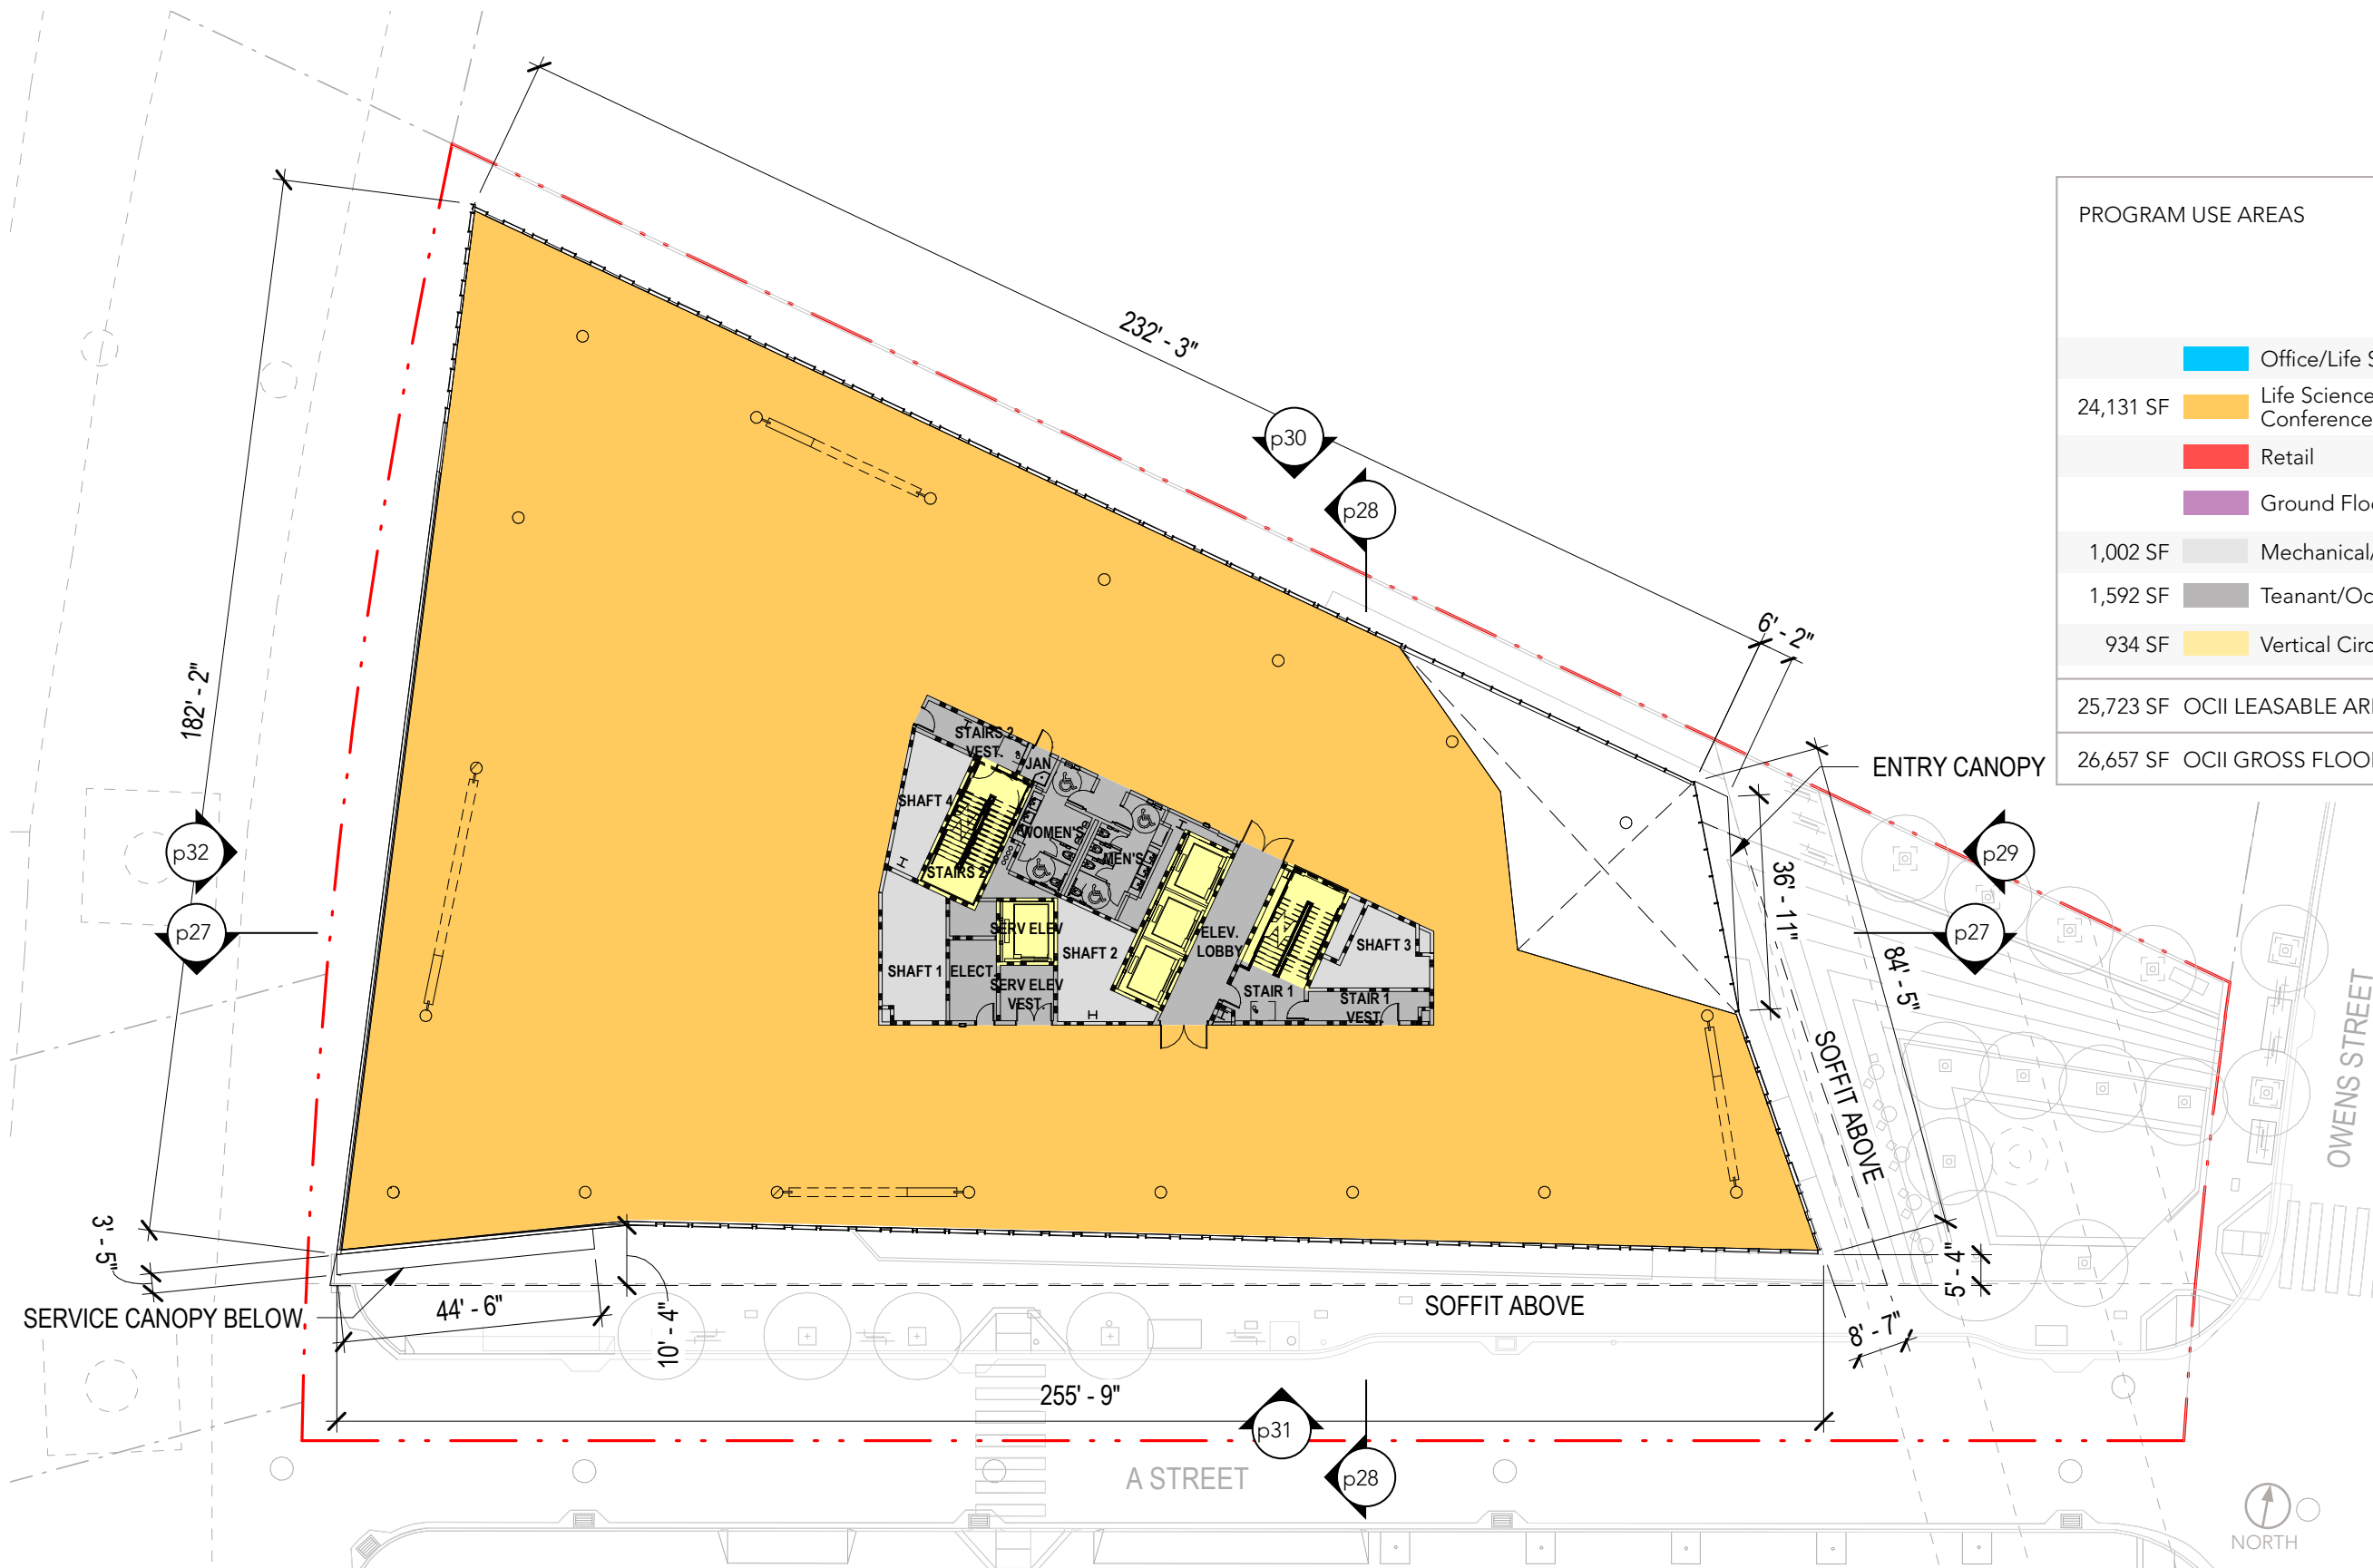 232' - 3"
p30
p28
6' - 2"
ENTRY CANOPY
182' - 2"
p32
p27
p29
p27
36' - 11"
84' - 5"
SOFFIT ABOVE
OWENS STREET
STAIRS 2
VEST.
JAN
SHAFT 4
WOMEN'S
MEN'S
STAIRS 2
SERV ELEV
SHAFT 2
ELEV.
LOBBY
SHAFT 3
SHAFT 1
ELECT.
SERV ELEV
VEST.
STAIR 1
STAIR 1
VEST.
3' - 5"
SERVICE CANOPY BELOW
44' - 6"
10' - 4"
SOFFIT ABOVE
5' - 4"
8' - 7"
255' - 9"
p31
A STREET
p28
NORTH
PROGRAM USE AREAS
Office/Life S
24,131 SF Life Science
Conference
Retail
Ground Floo
1,002 SF Mechanical/
1,592 SF Teanant/Oc
934 SF Vertical Circ
25,723 SF OCII LEASABLE ARE
26,657 SF OCII GROSS FLOOR